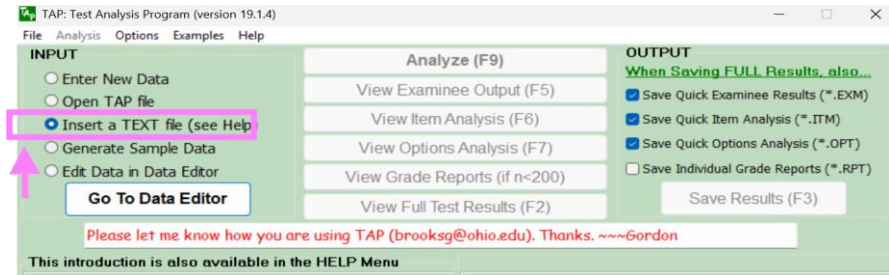 TAP: Test Analysis Program (version 19.1.4)
File Analysis Options Examples Help
INPUT
Enter New Data
Open TAP file
Insert a TEXT file (see Help)
Generate Sample Data
Edit Data in Data Editor
Go To Data Editor
Analyze (F9)
View Examinee Output (F5)
View Item Analysis (F6)
View Options Analysis (F7)
View Grade Reports (if n<200)
View Full Test Results (F2)
OUTPUT
When Saving FULL Results, also...
Save Quick Examinee Results (*.EXM)
Save Quick Item Analysis (*.ITM)
Save Quick Options Analysis (*.OPT)
Save Individual Grade Reports (*.RPT)
Save Results (F3)
Please let me know how you are using TAP (brooksg@ohio.edu). Thanks. ~~~Gordon
This introduction is also available in the HELP Menu